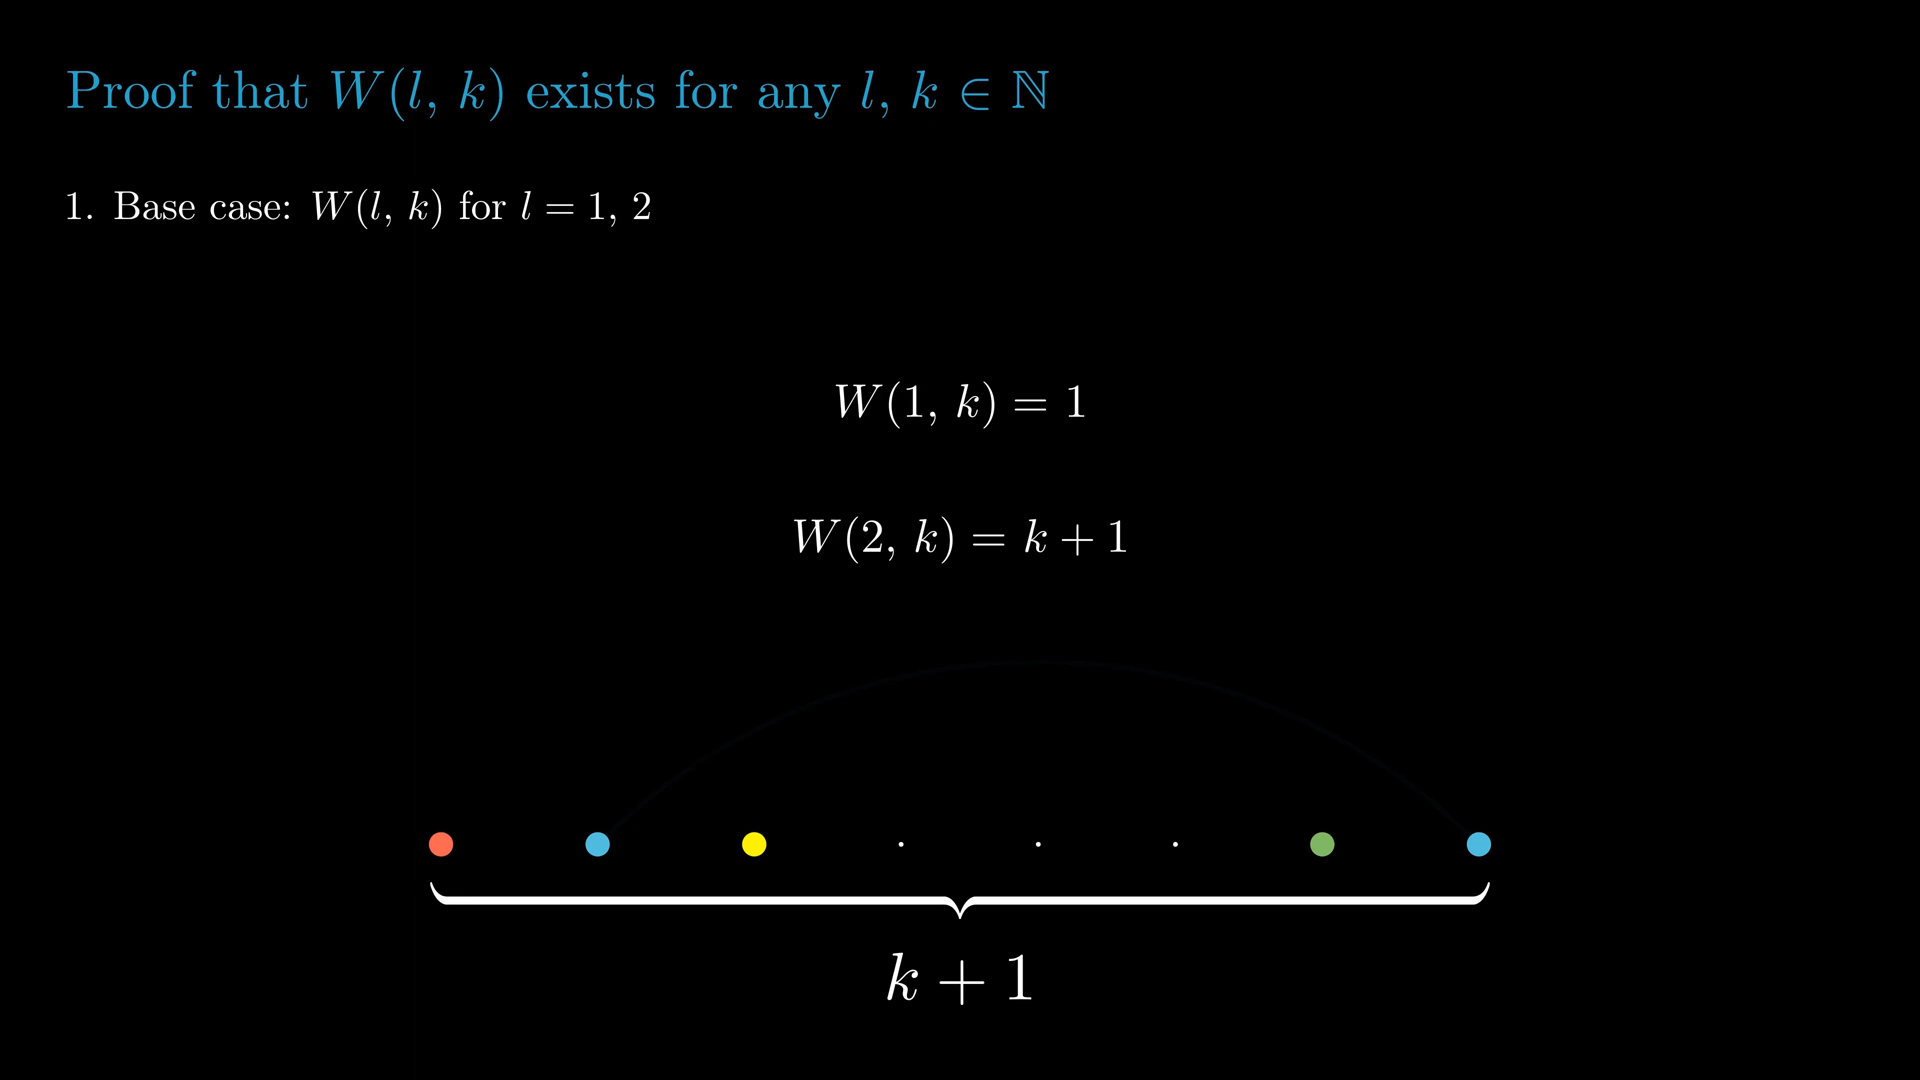 Proof that W(l, k) exists for any l, k ∈ ℕ
1. Base case: W(l, k) for l = 1, 2
W(1, k) = 1
W(2, k) = k + 1
k + 1